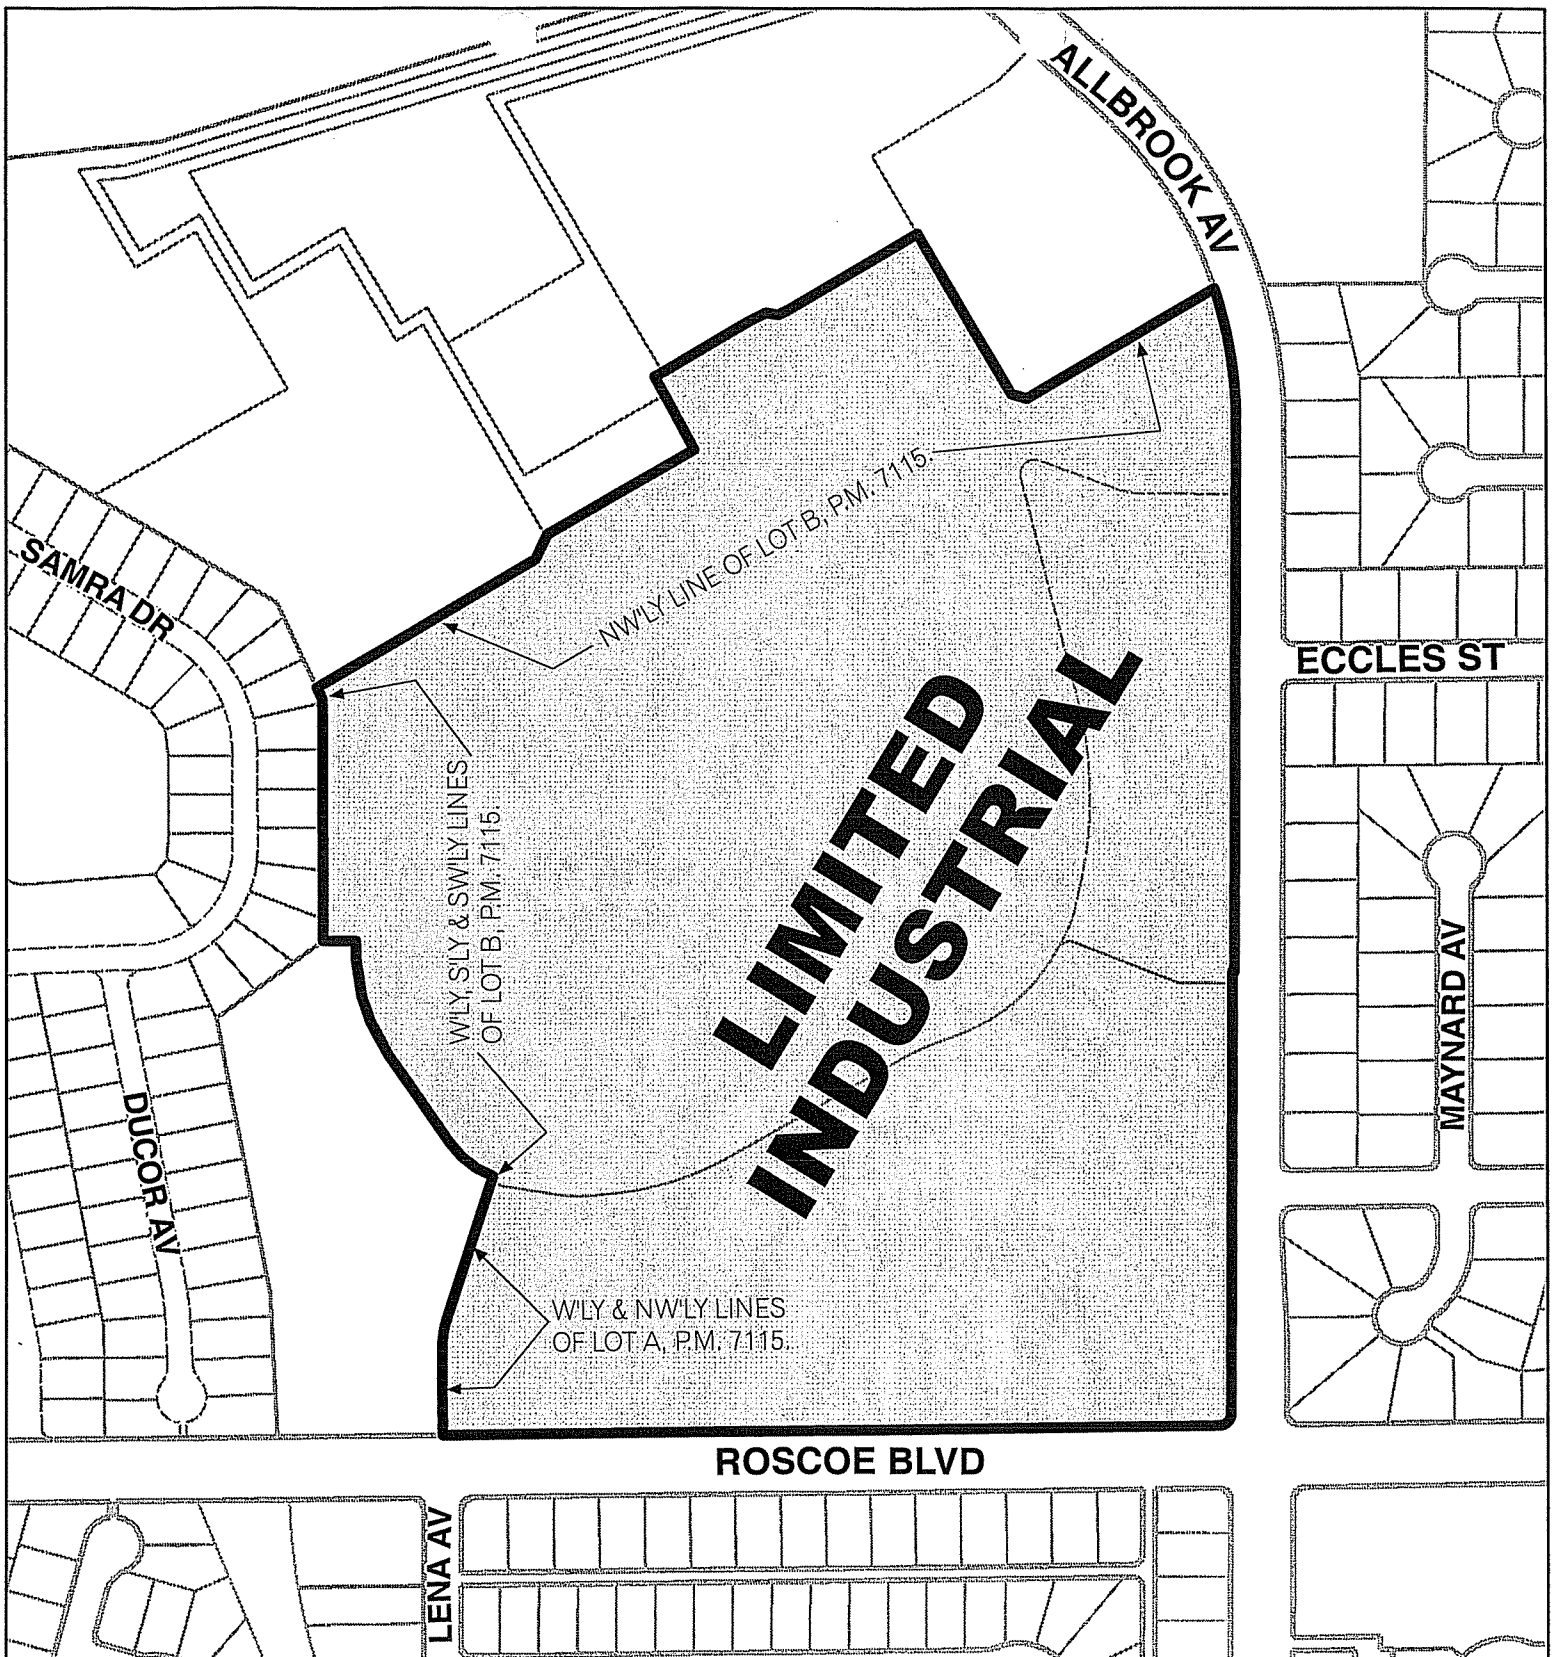 ALLBROOK AV
NW'LY LINE OF LOT B, P.M. 7115.
SAMRA DR
ECCLES ST
LIMITED
INDUSTRIAL
W'LY, S'LY & SW'LY LINES
OF LOT B, P.M. 7115.
MAYNARD AV
DUCOR AV
W'LY & NW'LY LINES
OF LOT A, P.M. 7115.
ROSCOE BLVD
LENA AV